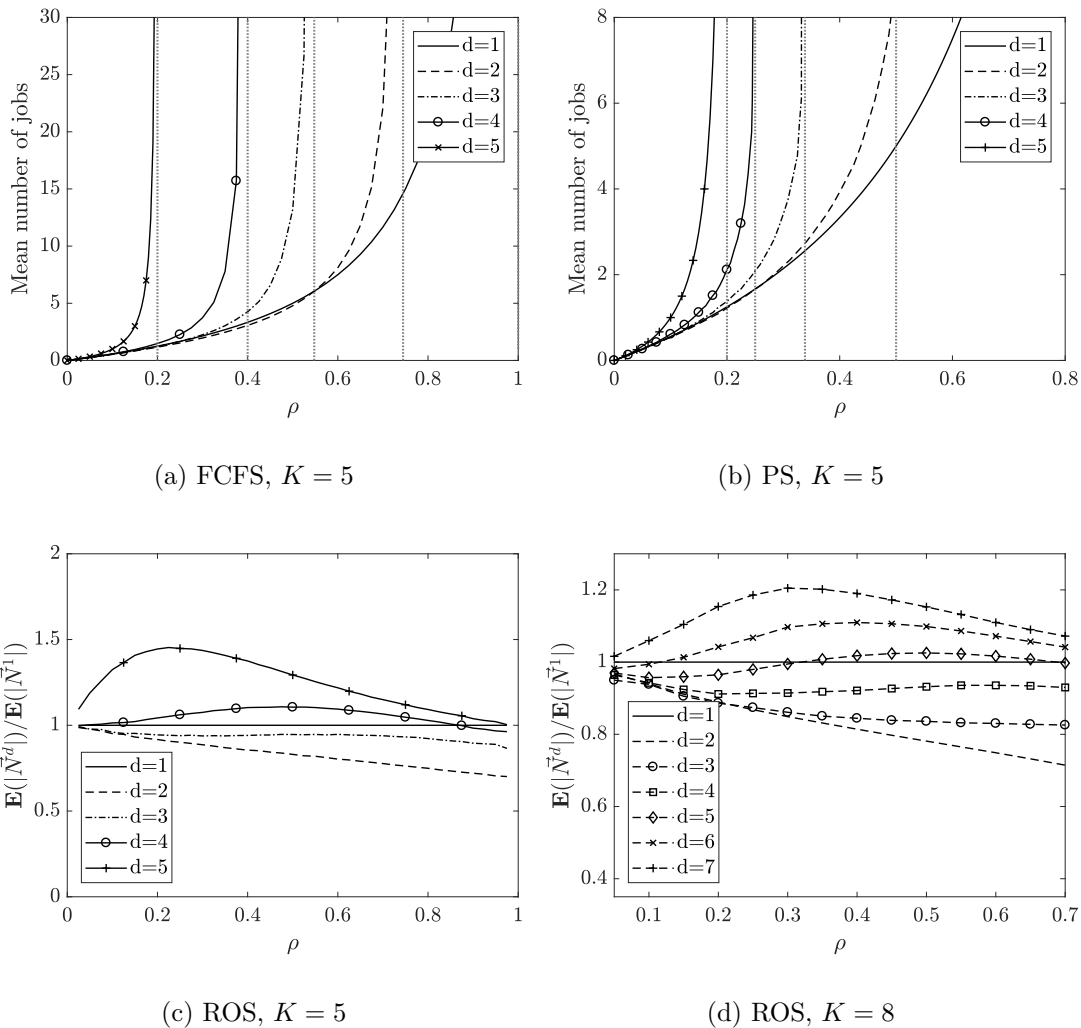 30
25
20
15
10
5
0
Mean number of jobs
0 0.2 0.4 0.6 0.8 1
ρ
d=1
d=2
d=3
d=4
d=5
(a) FCFS, K = 5
8
6
4
2
0
Mean number of jobs
0 0.2 0.4 0.6 0.8
ρ
d=1
d=2
d=3
d=4
d=5
(b) PS, K = 5
2
1.5
1
0.5
0
E(|N⃗^d|)/E(|N⃗^1|)
0 0.2 0.4 0.6 0.8 1
ρ
d=1
d=2
d=3
d=4
d=5
(c) ROS, K = 5
1.2
1
0.8
0.6
0.4
E(|N⃗^d|)/E(|N⃗^1|)
0.1 0.2 0.3 0.4 0.5 0.6 0.7
ρ
d=1
d=2
d=3
d=4
d=5
d=6
d=7
(d) ROS, K = 8